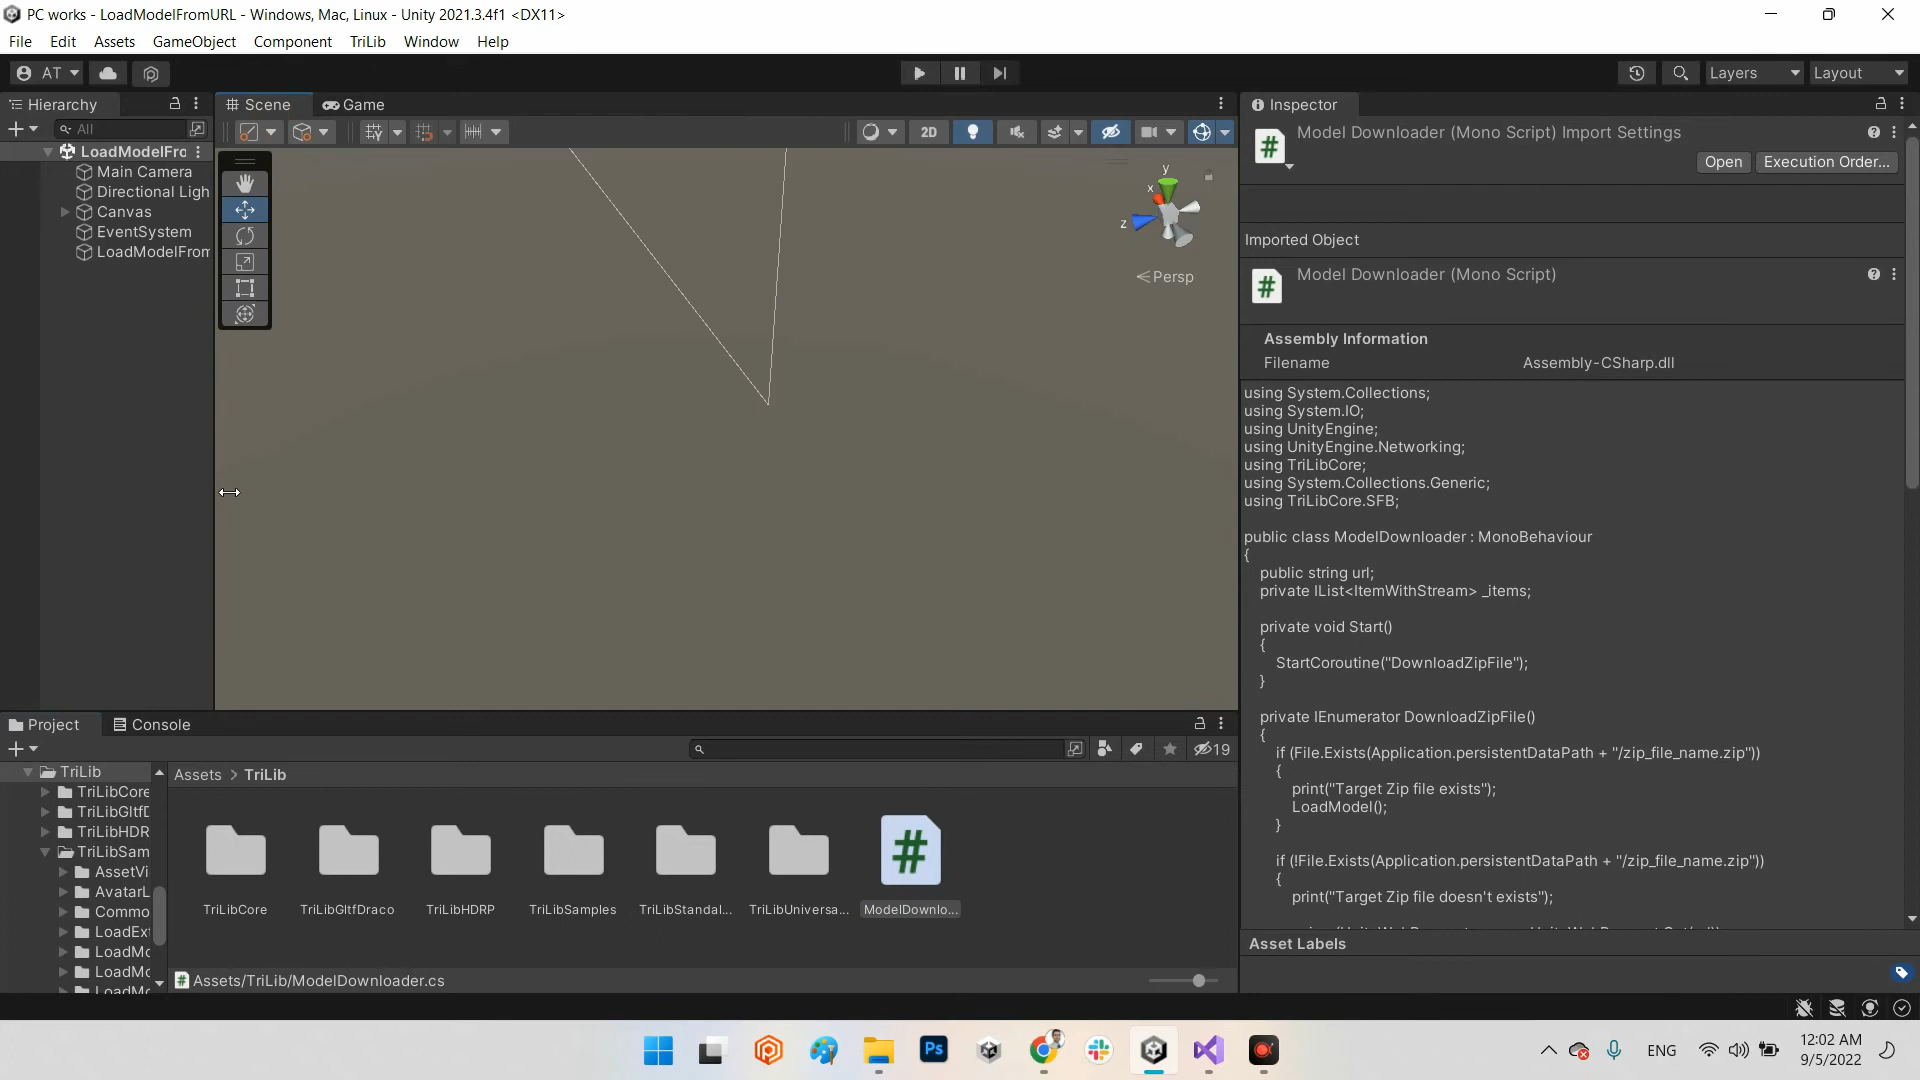 PC works - LoadModelFromURL - Windows, Mac, Linux - Unity 2021.3.4f1 <DX11>
File Edit Assets GameObject Component TriLib Window Help
AT
Layers
Layout
Hierarchy
Scene
Game
Inspector
All
2D
Model Downloader (Mono Script) Import Settings
Open
Execution Order...
LoadModelFro
Main Camera
Directional Ligh
Canvas
EventSystem
LoadModelFrom
y
x
z
Persp
Imported Object
Model Downloader (Mono Script)
Assembly Information
Filename Assembly-CSharp.dll
using System.Collections;
using System.IO;
using UnityEngine;
using UnityEngine.Networking;
using TriLibCore;
using System.Collections.Generic;
using TriLibCore.SFB;
public class ModelDownloader : MonoBehaviour
{
public string url;
private IList<ItemWithStream> _items;
private void Start()
{
StartCoroutine("DownloadZipFile");
}
private IEnumerator DownloadZipFile()
{
if (File.Exists(Application.persistentDataPath + "/zip_file_name.zip"))
{
print("Target Zip file exists");
LoadModel();
}
if (!File.Exists(Application.persistentDataPath + "/zip_file_name.zip"))
{
print("Target Zip file doesn't exists");
Asset Labels
Project
Console
19
TriLib
TriLibCore
TriLibGltfD
TriLibHDR
TriLibSam
AssetVi
AvatarL
Commo
LoadExt
LoadMo
LoadMo
LoadMo
Assets > TriLib
TriLibCore
TriLibGltfDraco
TriLibHDRP
TriLibSamples
TriLibStandal...
TriLibUniversa...
ModelDownlo...
Assets/TriLib/ModelDownloader.cs
Ps
ENG
12:02 AM
9/5/2022